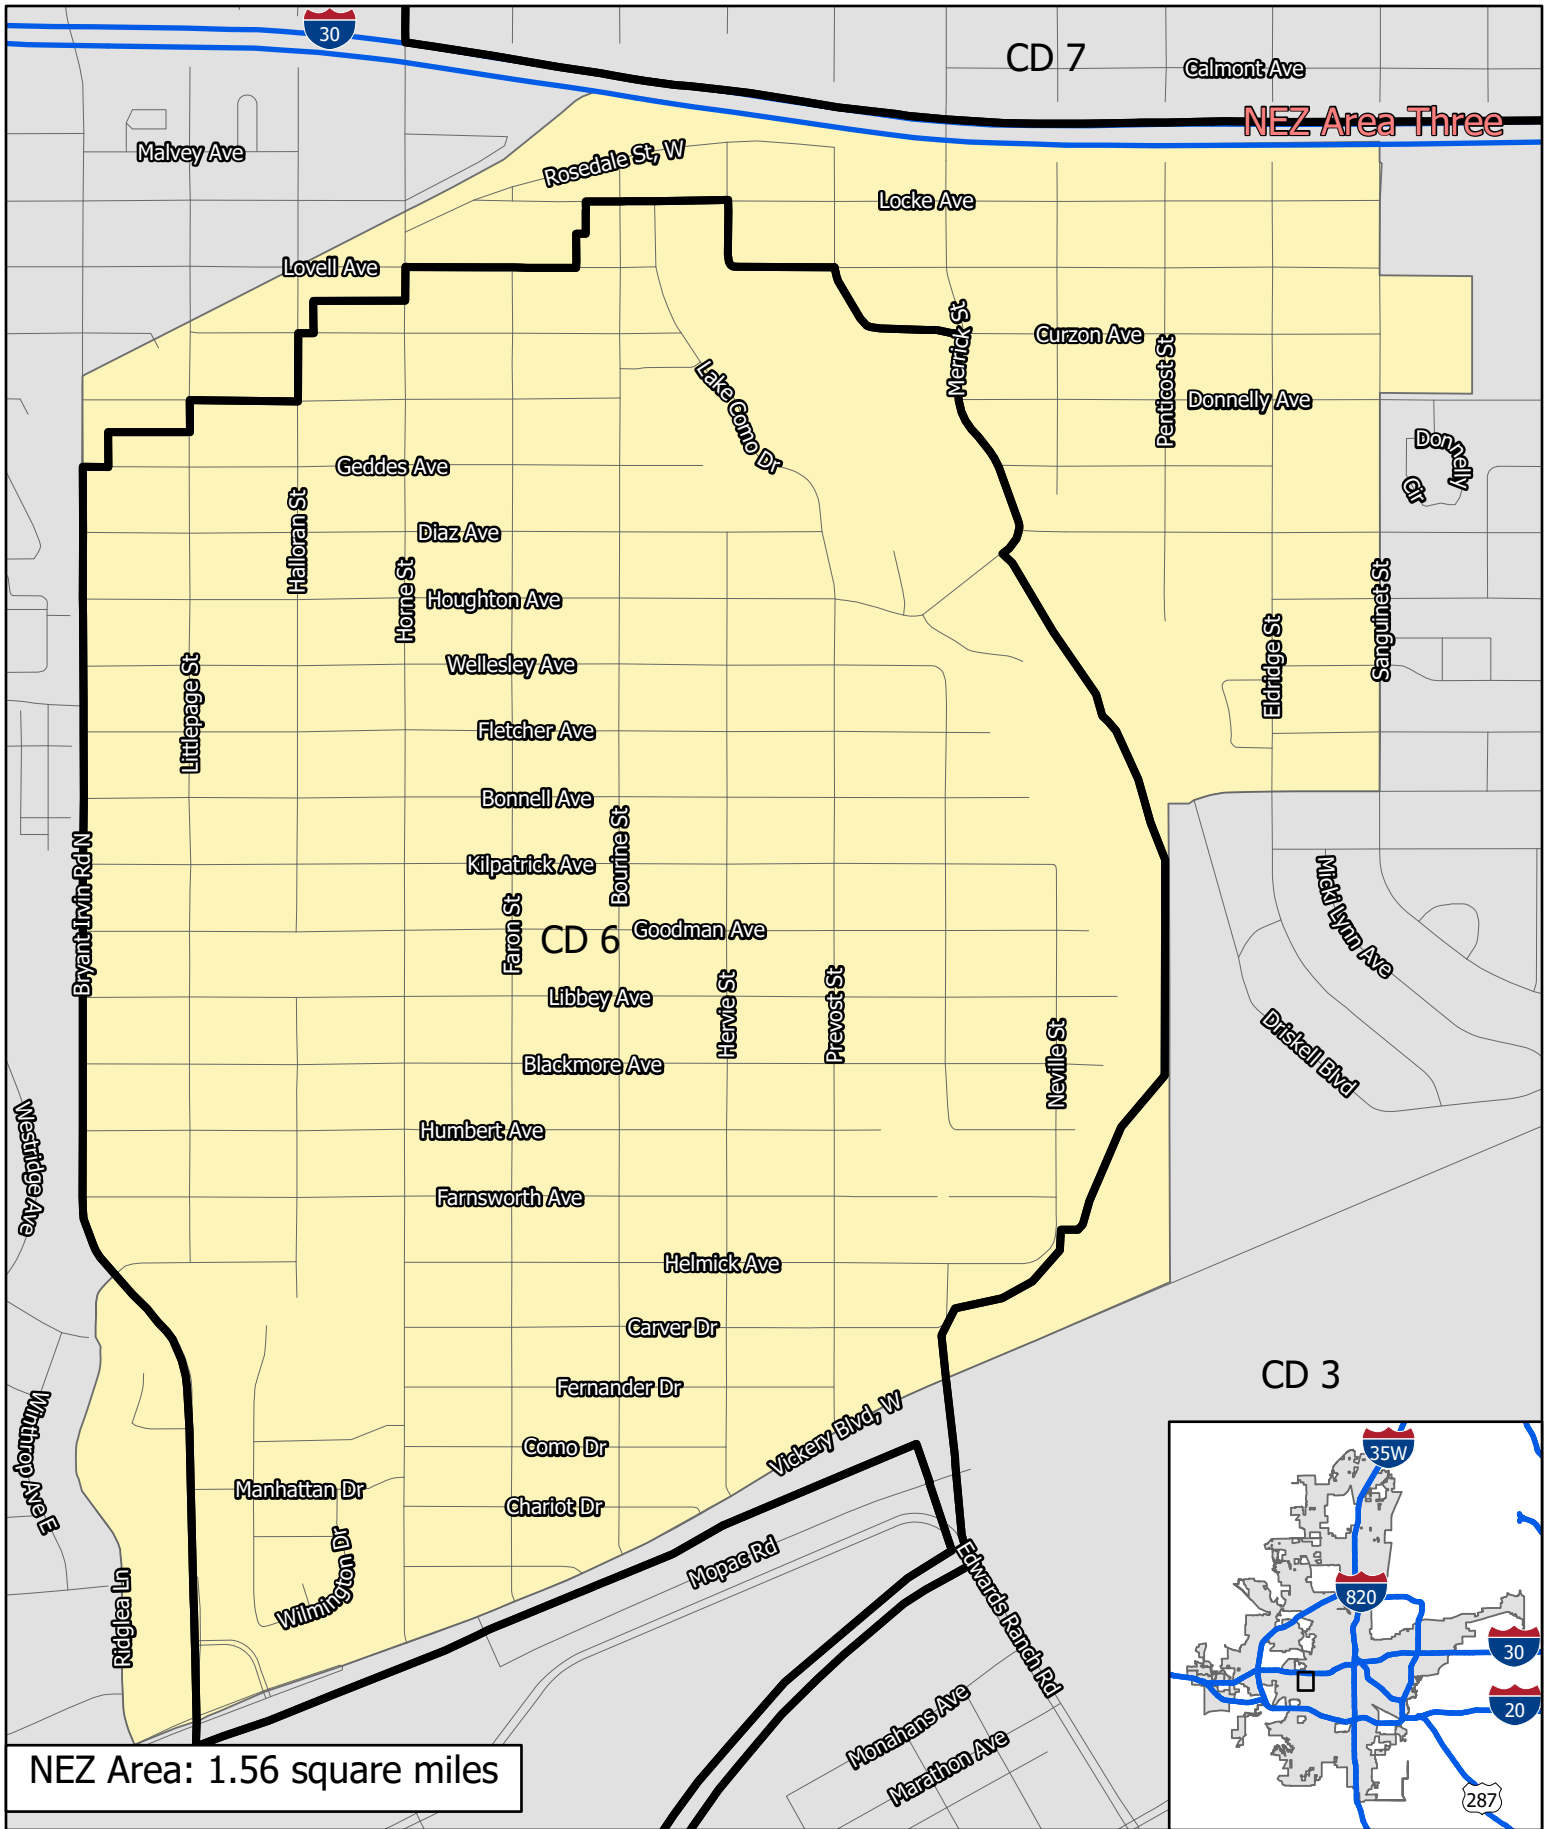 30
CD 7
Calmont Ave
NEZ Area Three
Malvey Ave
Rosedale St, W
Locke Ave
Lovell Ave
Merrick St
Curzon Ave
Penticost St
Lake Como Dr
Donnelly Ave
Donnelly Cir
Geddes Ave
Halloran St
Diaz Ave
Horne St
Houghton Ave
Sanguinet St
Eldridge St
Littlepage St
Wellesley Ave
Fletcher Ave
Bonnell Ave
Bourine St
Bryant Irvin Rd N
Kilpatrick Ave
Micki Lynn Ave
Faron St
CD 6
Goodman Ave
Hervie St
Prevost St
Libbey Ave
Neville St
Driskell Blvd
Blackmore Ave
Westridge Ave
Humbert Ave
Farnsworth Ave
Helmick Ave
Carver Dr
CD 3
Fernander Dr
Vickery Blvd, W
Winthrop Ave E
Como Dr
Manhattan Dr
Chariot Dr
Wilmington Dr
Mopac Rd
Ridglea Ln
Edwards Ranch Rd
Monahans Ave
Marathon Ave
35W
820
30
20
287
NEZ Area: 1.56 square miles